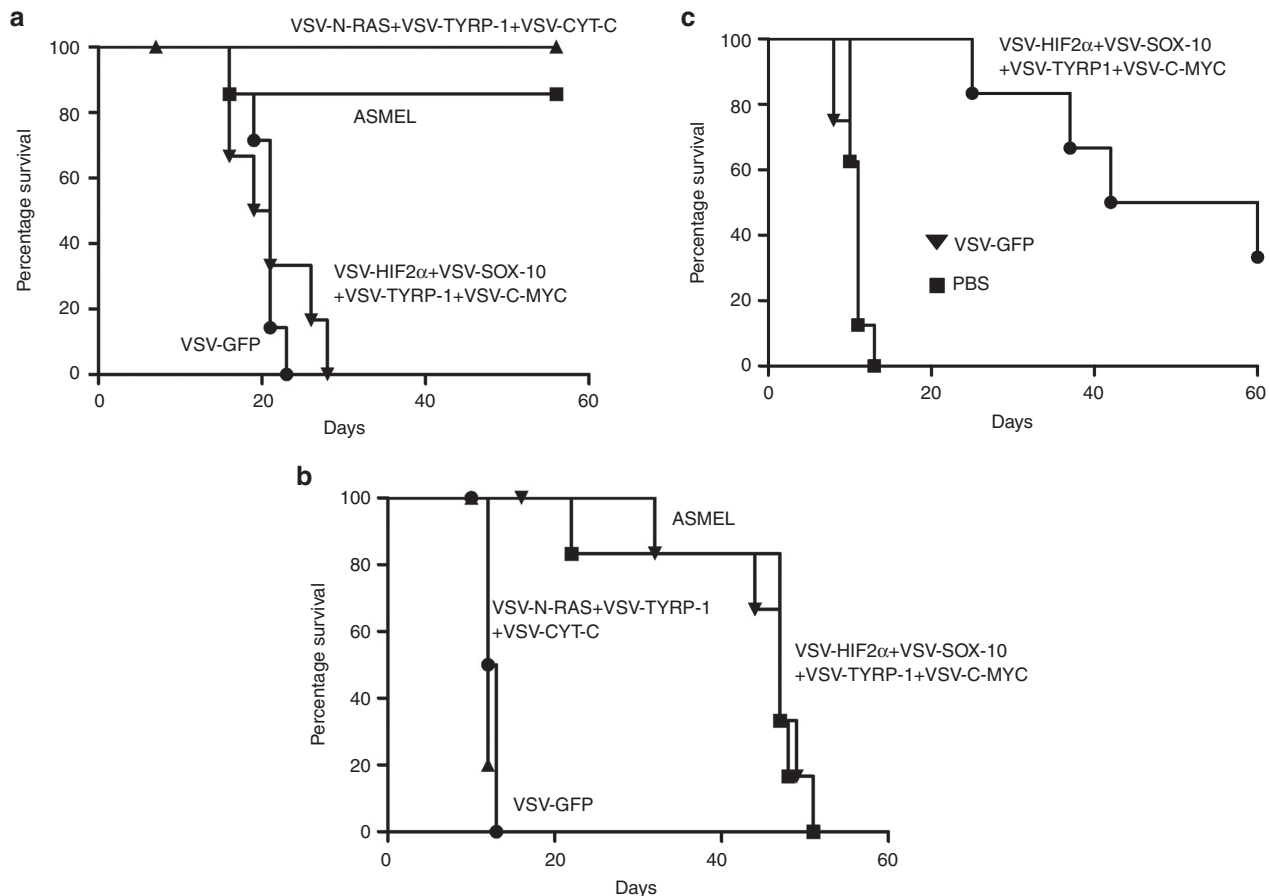 a
VSV-N-RAS+VSV-TYRP-1+VSV-CYT-C
100
80
60
40
20
0
Percentage survival
ASMEL
VSV-HIF2α+VSV-SOX-10
+VSV-TYRP-1+VSV-C-MYC
VSV-GFP
0
20
40
60
Days
c
VSV-HIF2α+VSV-SOX-10
+VSV-TYRP1+VSV-C-MYC
100
80
60
40
20
0
Percentage survival
VSV-GFP
PBS
0
20
40
60
Days
b
100
80
60
40
20
0
Percentage survival
ASMEL
VSV-N-RAS+VSV-TYRP-1
+VSV-CYT-C
VSV-HIF2α+VSV-SOX-10
+VSV-TYRP-1+VSV-C-MYC
VSV-GFP
0
20
40
60
Days